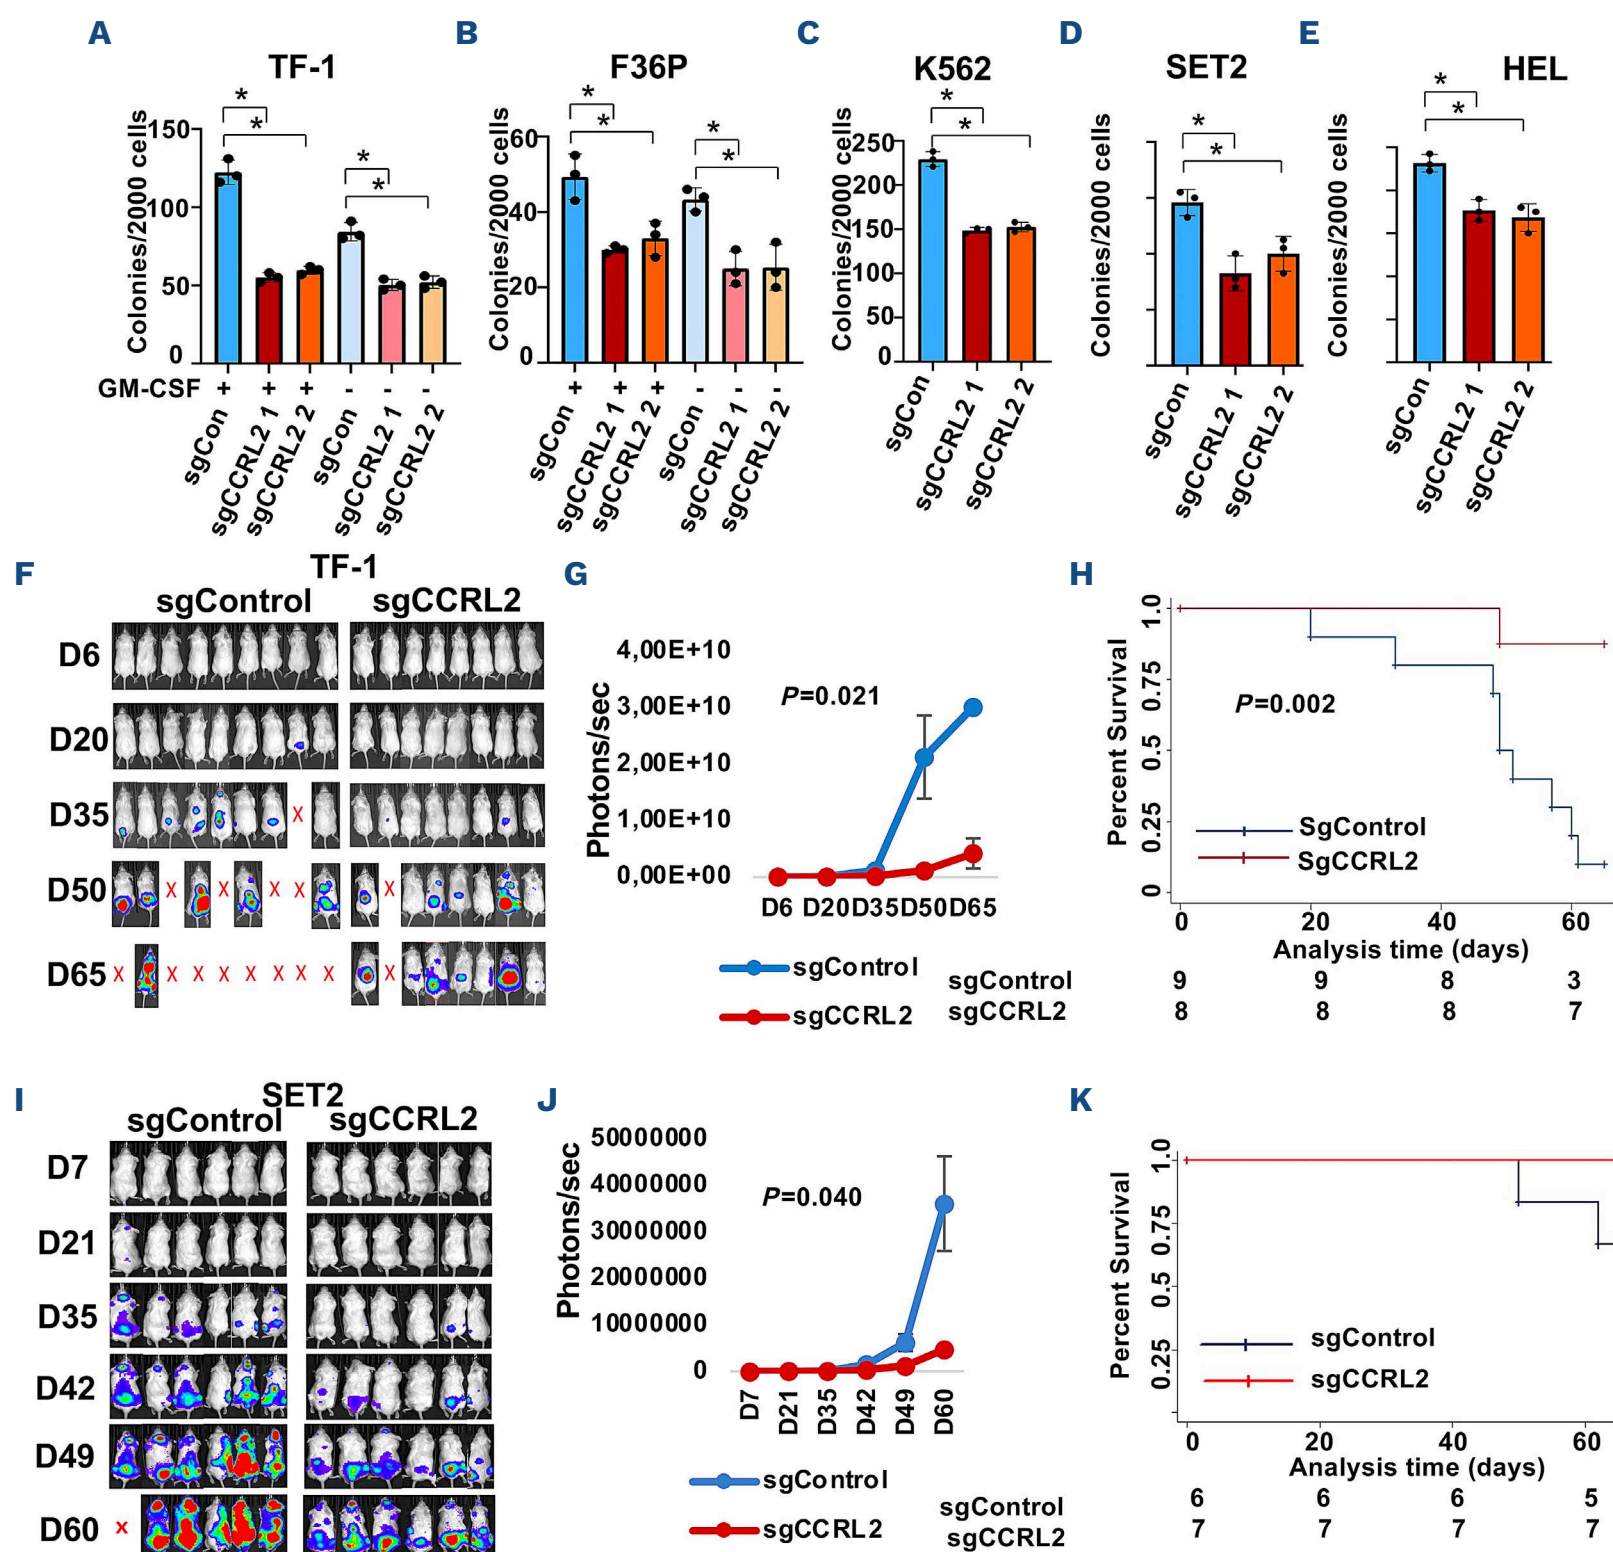 A
B
C
D
E
TF-1
F36P
K562
SET2
HEL
Colonies/2000 cells
150
100
50
0
* * * *
GM-CSF + + + - - -
sgCon
sgCCRL2 1
sgCCRL2 2
sgCon
sgCCRL2 1
sgCCRL2 2
Colonies/2000 cells
60
40
20
0
* * * *
+ + + - - -
sgCon
sgCCRL2 1
sgCCRL2 2
sgCon
sgCCRL2 1
sgCCRL2 2
Colonies/2000 cells
250
200
150
100
50
0
* *
sgCon
sgCCRL2 1
sgCCRL2 2
Colonies/2000 cells
* *
sgCon
sgCCRL2 1
sgCCRL2 2
Colonies/2000 cells
* *
sgCon
sgCCRL2 1
sgCCRL2 2
F
TF-1
sgControl sgCCRL2
D6
D20
D35 X
D50 X X X X X
D65 X X X X X X X X X
G
Photons/sec
4,00E+10
3,00E+10
2,00E+10
1,00E+10
0,00E+00
P=0.021
D6 D20 D35 D50 D65
sgControl
sgCCRL2
H
Percent Survival
1.0
0.75
0.5
0.25
0
P=0.002
SgControl
SgCCRL2
0 20 40 60
Analysis time (days)
sgControl 9 9 8 3
sgCCRL2 8 8 8 7
I
SET2
sgControl sgCCRL2
D7
D21
D35
D42
D49
D60 x
J
Photons/sec
50000000
40000000
30000000
20000000
10000000
0
P=0.040
D7 D21 D35 D42 D49 D60
sgControl
sgCCRL2
K
Percent Survival
1.0
0.75
0.5
0.25
sgControl
sgCCRL2
0 20 40 60
Analysis time (days)
sgControl 6 6 6 5
sgCCRL2 7 7 7 7